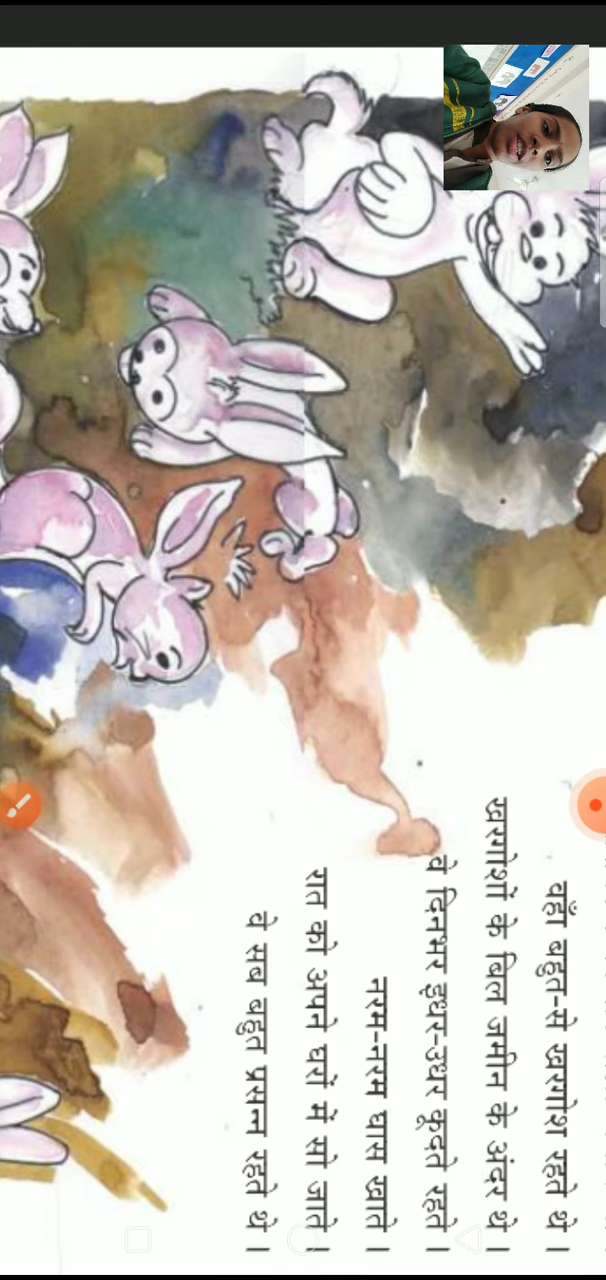 वहाँ बहुत-से खरगोश रहते थे ।
खरगोशों के बिल जमीन के अंदर थे ।
वे दिनभर इधर-उधर कूदते रहते ।
नरम-नरम घास खाते ।
रात को अपने घरों में सो जाते ।
वे सब बहुत प्रसन्न रहते थे ।